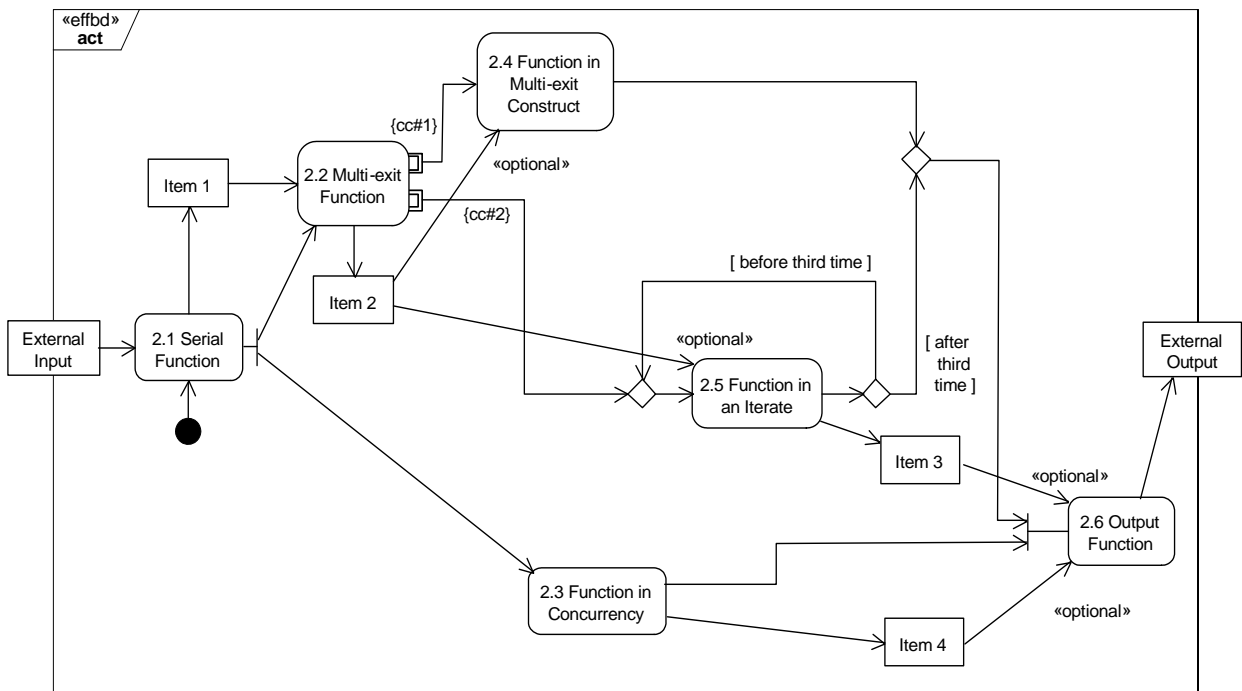 «effbd»
act
2.4 Function in
Multi-exit
Construct
{cc#1}
«optional»
2.2 Multi-exit
Function
Item 1
{cc#2}
[ before third time ]
Item 2
External
Input
2.1 Serial
Function
«optional»
2.5 Function in
an Iterate
[ after
third
time ]
External
Output
Item 3
«optional»
2.6 Output
Function
2.3 Function in
Concurrency
«optional»
Item 4